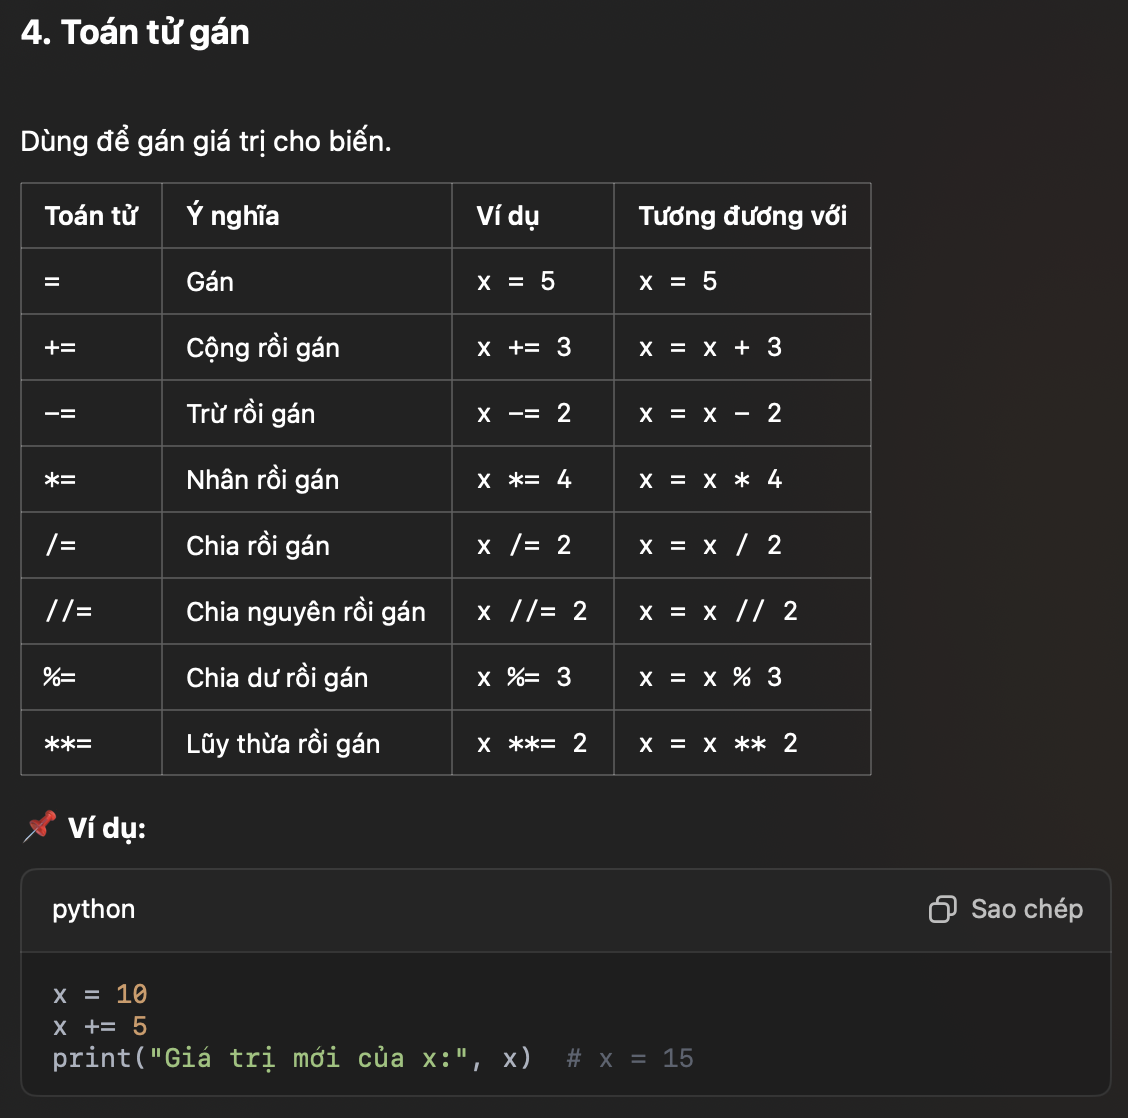 4. Toán tử gán
Dùng để gán giá trị cho biến.
Toán tử Ý nghĩa Ví dụ Tương đương với
= Gán x = 5 x = 5
+= Cộng rồi gán x += 3 x = x + 3
-= Trừ rồi gán x -= 2 x = x - 2
*= Nhân rồi gán x *= 4 x = x * 4
/= Chia rồi gán x /= 2 x = x / 2
//= Chia nguyên rồi gán x //= 2 x = x // 2
%= Chia dư rồi gán x %= 3 x = x % 3
**= Lũy thừa rồi gán x **= 2 x = x ** 2
📌 Ví dụ:
python Sao chép
x = 10
x += 5
print("Giá trị mới của x:", x)  # x = 15